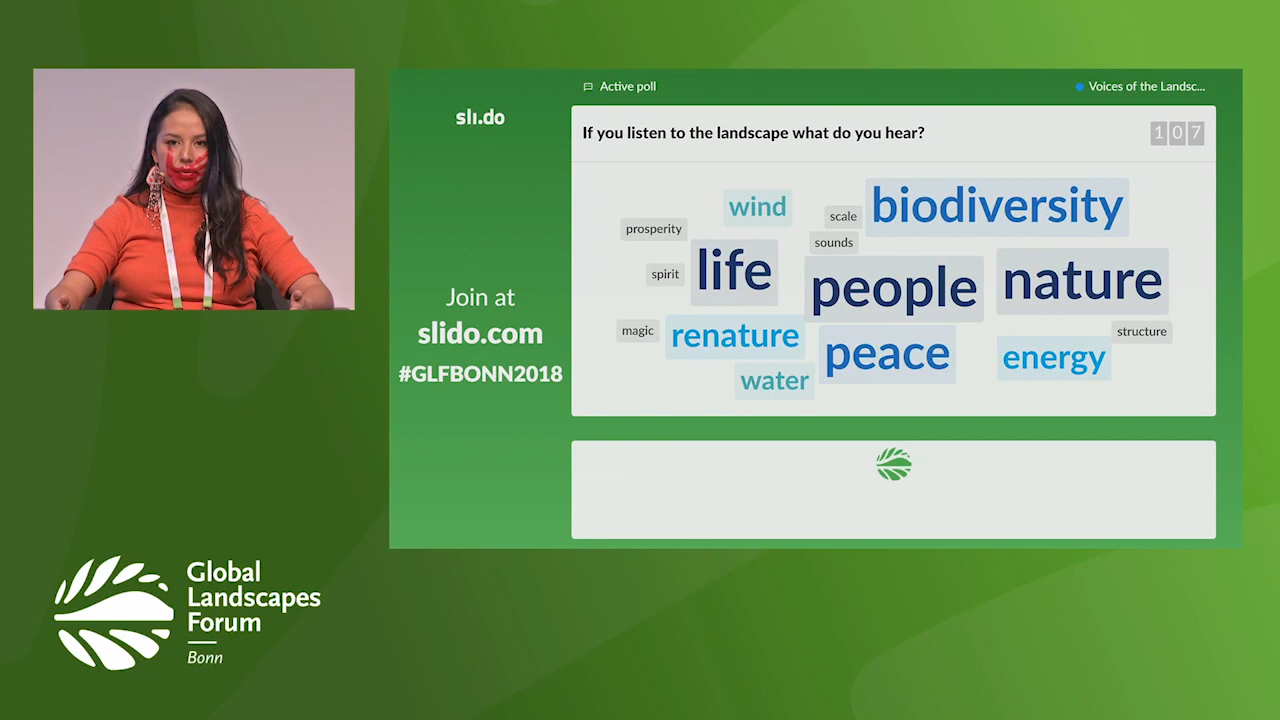 Active poll
Voices of the Landsc...
sli.do
If you listen to the landscape what do you hear?
107
wind
scale
biodiversity
prosperity
sounds
life
people
nature
spirit
magic
renature
peace
structure
energy
water
Join at
slido.com
#GLFBONN2018
Global
Landscapes
Forum
Bonn